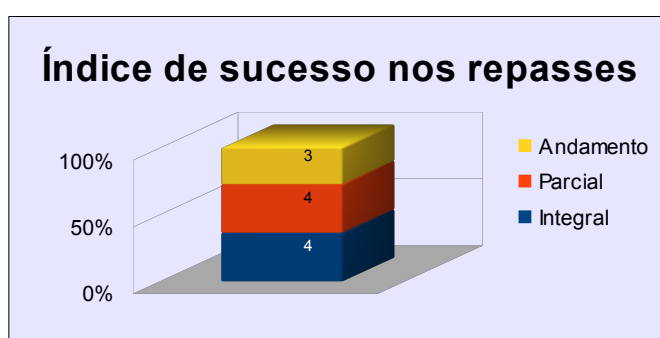 Índice de sucesso nos repasses
100%
50%
0%
3
4
4
Andamento
Parcial
Integral